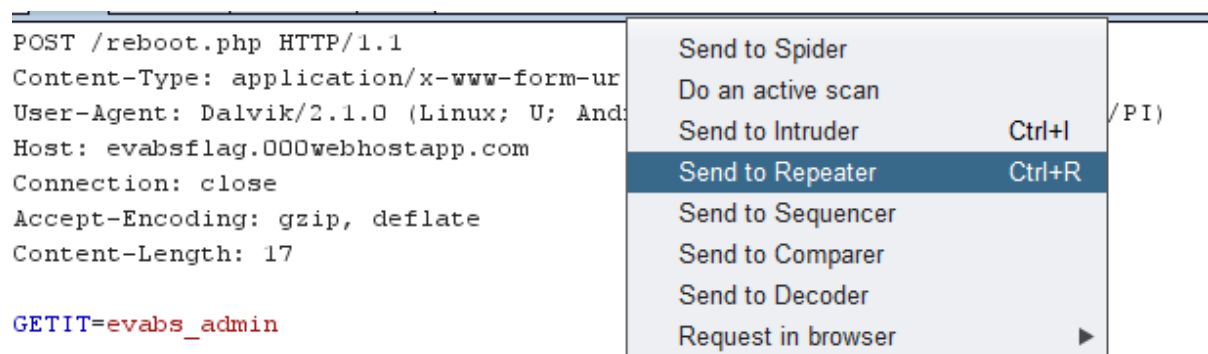 POST /reboot.php HTTP/1.1
Content-Type: application/x-www-form-ur
User-Agent: Dalvik/2.1.0 (Linux; U; And /PI)
Host: evabsflag.000webhostapp.com
Connection: close
Accept-Encoding: gzip, deflate
Content-Length: 17
GETIT=evabs_admin
Send to Spider
Do an active scan
Send to Intruder Ctrl+I
Send to Repeater Ctrl+R
Send to Sequencer
Send to Comparer
Send to Decoder
Request in browser